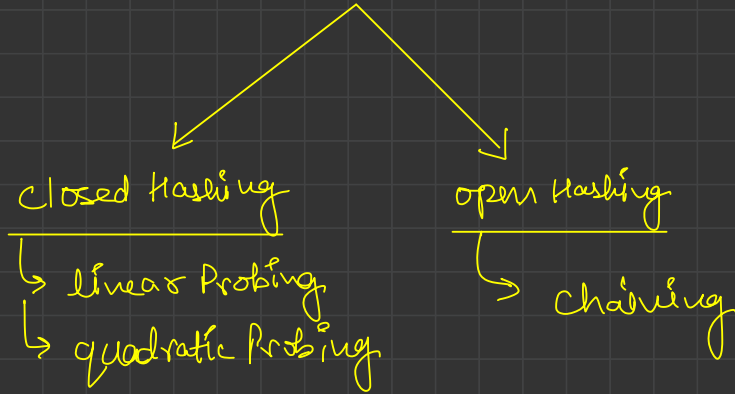 closed Hashing
open Hashing
linear Probing
chaining
quadratic Probing